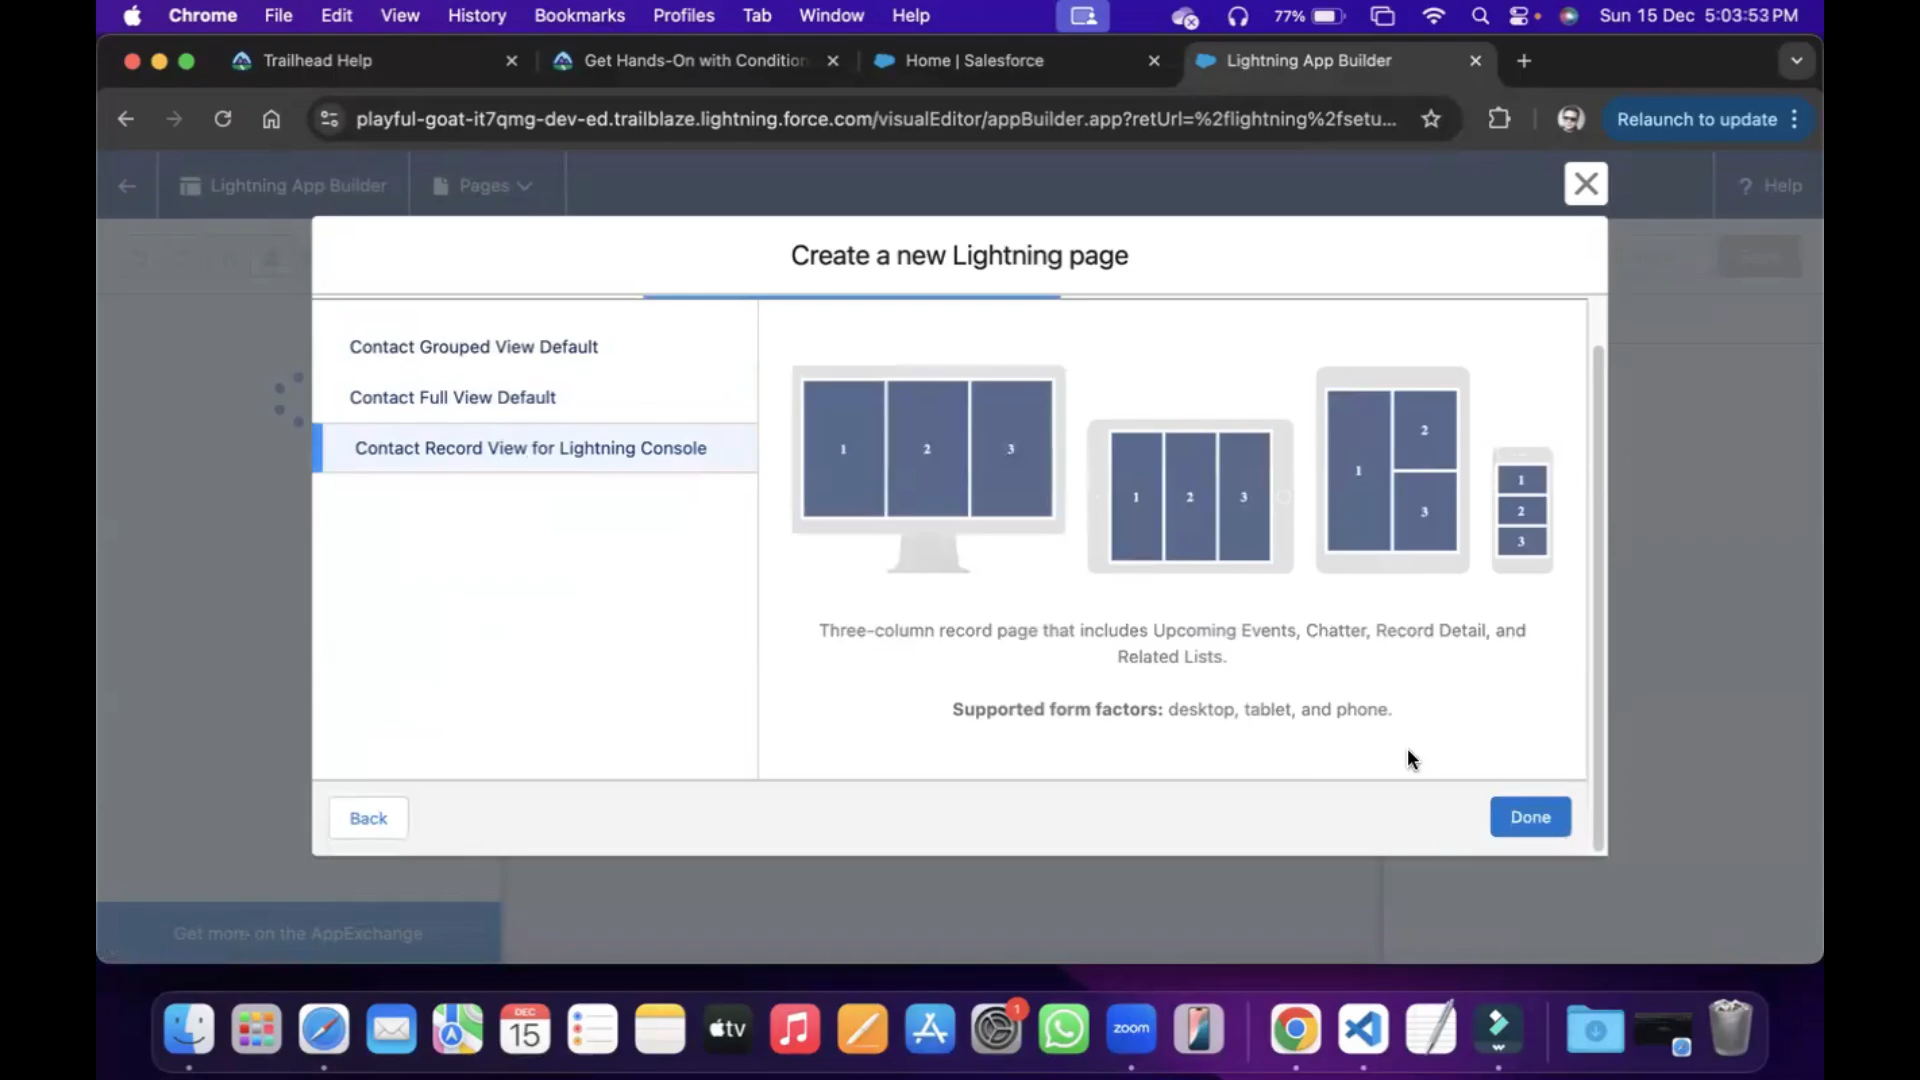 Chrome File Edit View History Bookmarks Profiles Tab Window Help 77% Sun 15 Dec 5:03:53 PM
Trailhead Help Get Hands-On with Condition Home | Salesforce Lightning App Builder
playful-goat-it7qmg-dev-ed.trailblaze.lightning.force.com/visualEditor/appBuilder.app?retUrl=%2flightning%2fsetu... Relaunch to update
Lightning App Builder Pages ? Help
Create a new Lightning page
Contact Grouped View Default
Contact Full View Default
Contact Record View for Lightning Console
1 2 3
1 2 3
1 2 3
1 2 3
Three-column record page that includes Upcoming Events, Chatter, Record Detail, and
Related Lists.
Supported form factors: desktop, tablet, and phone.
Back Done
Get more on the AppExchange
DEC
15
tv
zoom
1